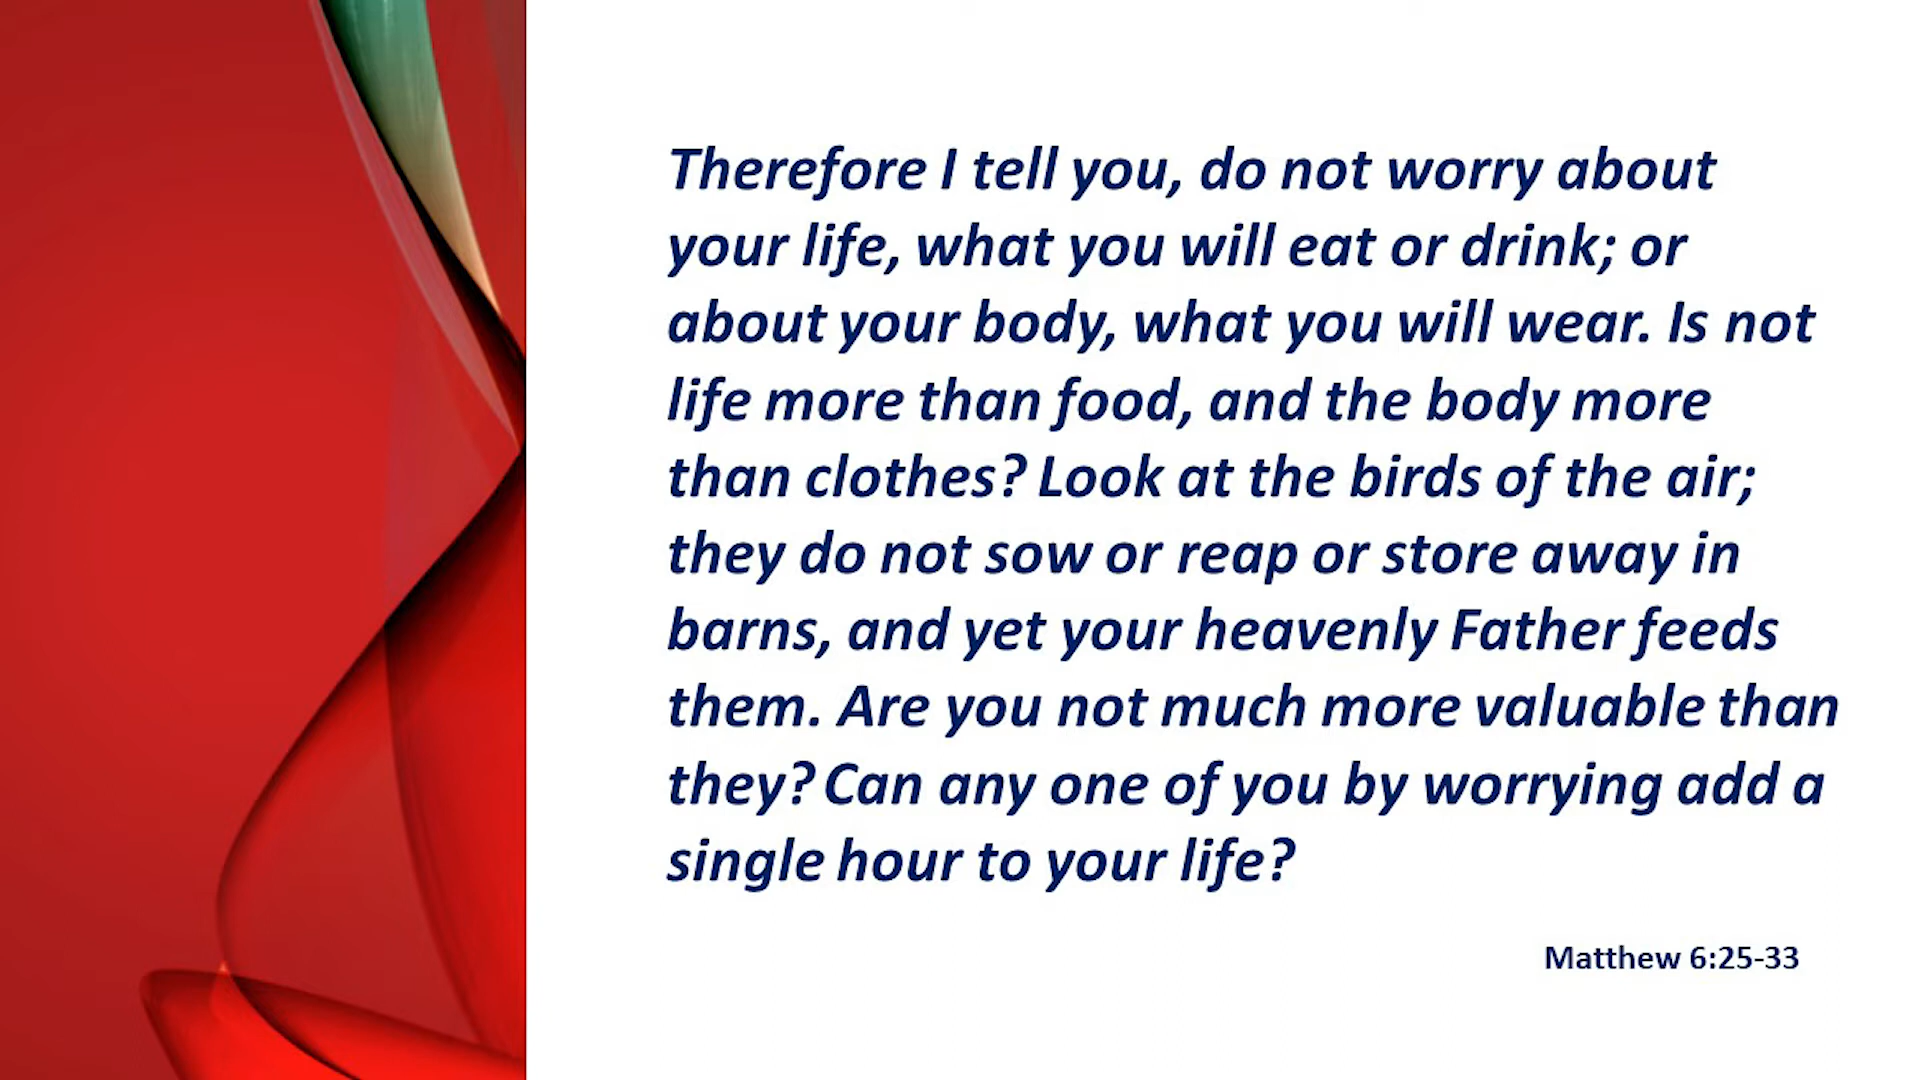 Therefore I tell you, do not worry about
your life, what you will eat or drink; or
about your body, what you will wear. Is not
life more than food, and the body more
than clothes? Look at the birds of the air;
they do not sow or reap or store away in
barns, and yet your heavenly Father feeds
them. Are you not much more valuable than
they? Can any one of you by worrying add a
single hour to your life?
Matthew 6:25-33